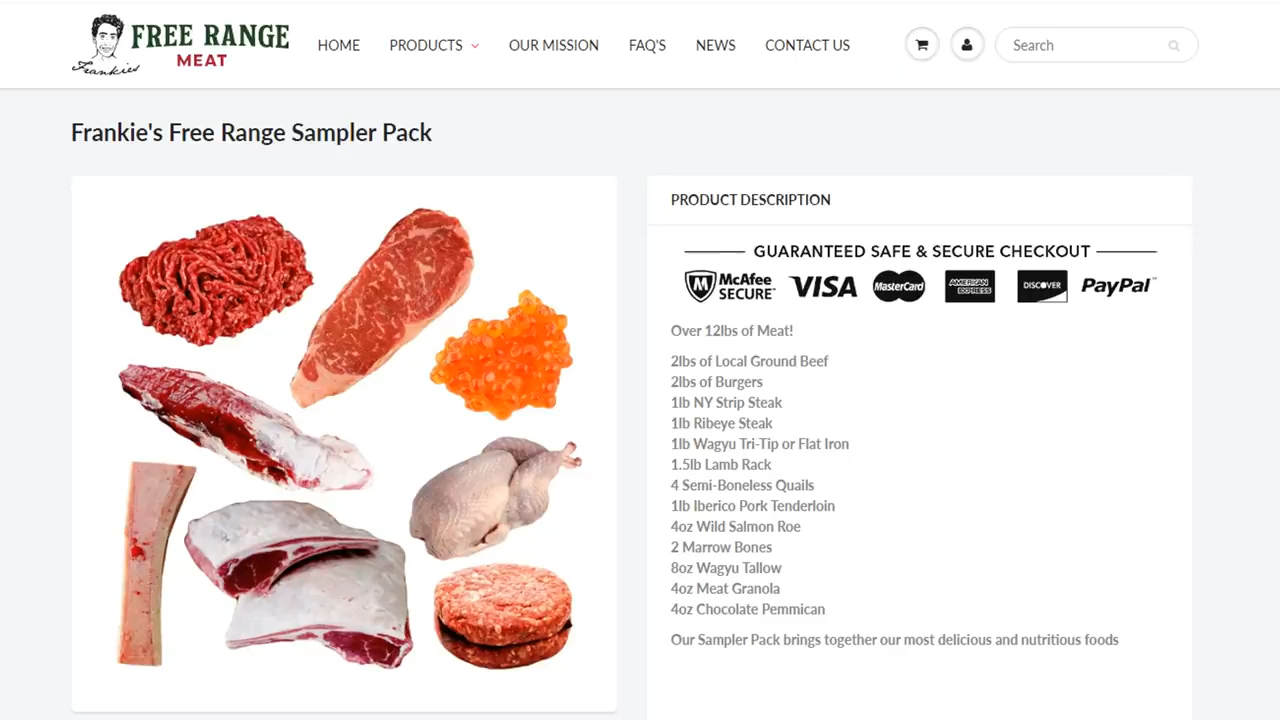 Frankies
FREE RANGE
MEAT
HOME
PRODUCTS
OUR MISSION
FAQ'S
NEWS
CONTACT US
Search
Frankie's Free Range Sampler Pack
PRODUCT DESCRIPTION
GUARANTEED SAFE & SECURE CHECKOUT
M
McAfee
SECURE™
VISA
MasterCard
AMERICAN
EXPRESS
DISCOVER
PayPal™
Over 12lbs of Meat!
2lbs of Local Ground Beef
2lbs of Burgers
1lb NY Strip Steak
1lb Ribeye Steak
1lb Wagyu Tri-Tip or Flat Iron
1.5lb Lamb Rack
4 Semi-Boneless Quails
1lb Iberico Pork Tenderloin
4oz Wild Salmon Roe
2 Marrow Bones
8oz Wagyu Tallow
4oz Meat Granola
4oz Chocolate Pemmican
Our Sampler Pack brings together our most delicious and nutritious foods